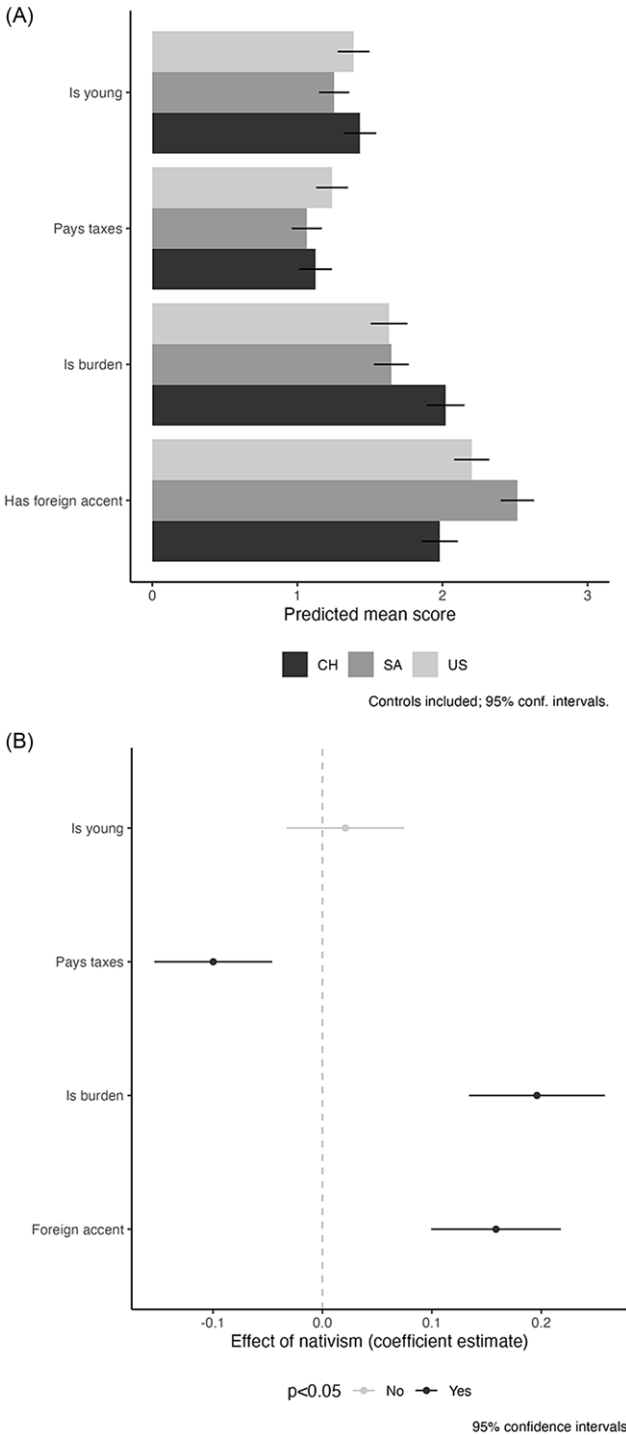 (A)
Is young
Pays taxes
Is burden
Has foreign accent
0 1 2 3
Predicted mean score
CH SA US
Controls included; 95% conf. intervals.
(B)
Is young
Pays taxes
Is burden
Foreign accent
-0.1 0.0 0.1 0.2
Effect of nativism (coefficient estimate)
p<0.05 No Yes
95% confidence intervals